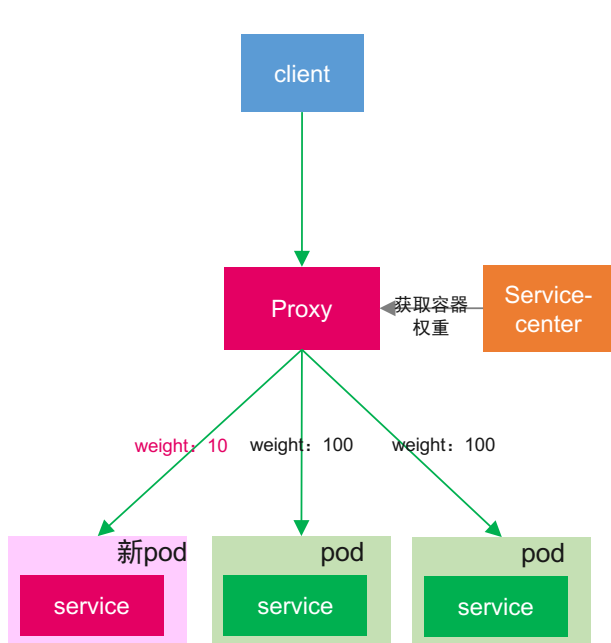 client
Proxy
获取容器
权重
Service-
center
weight：10
weight：100
weight：100
新pod
pod
pod
service
service
service